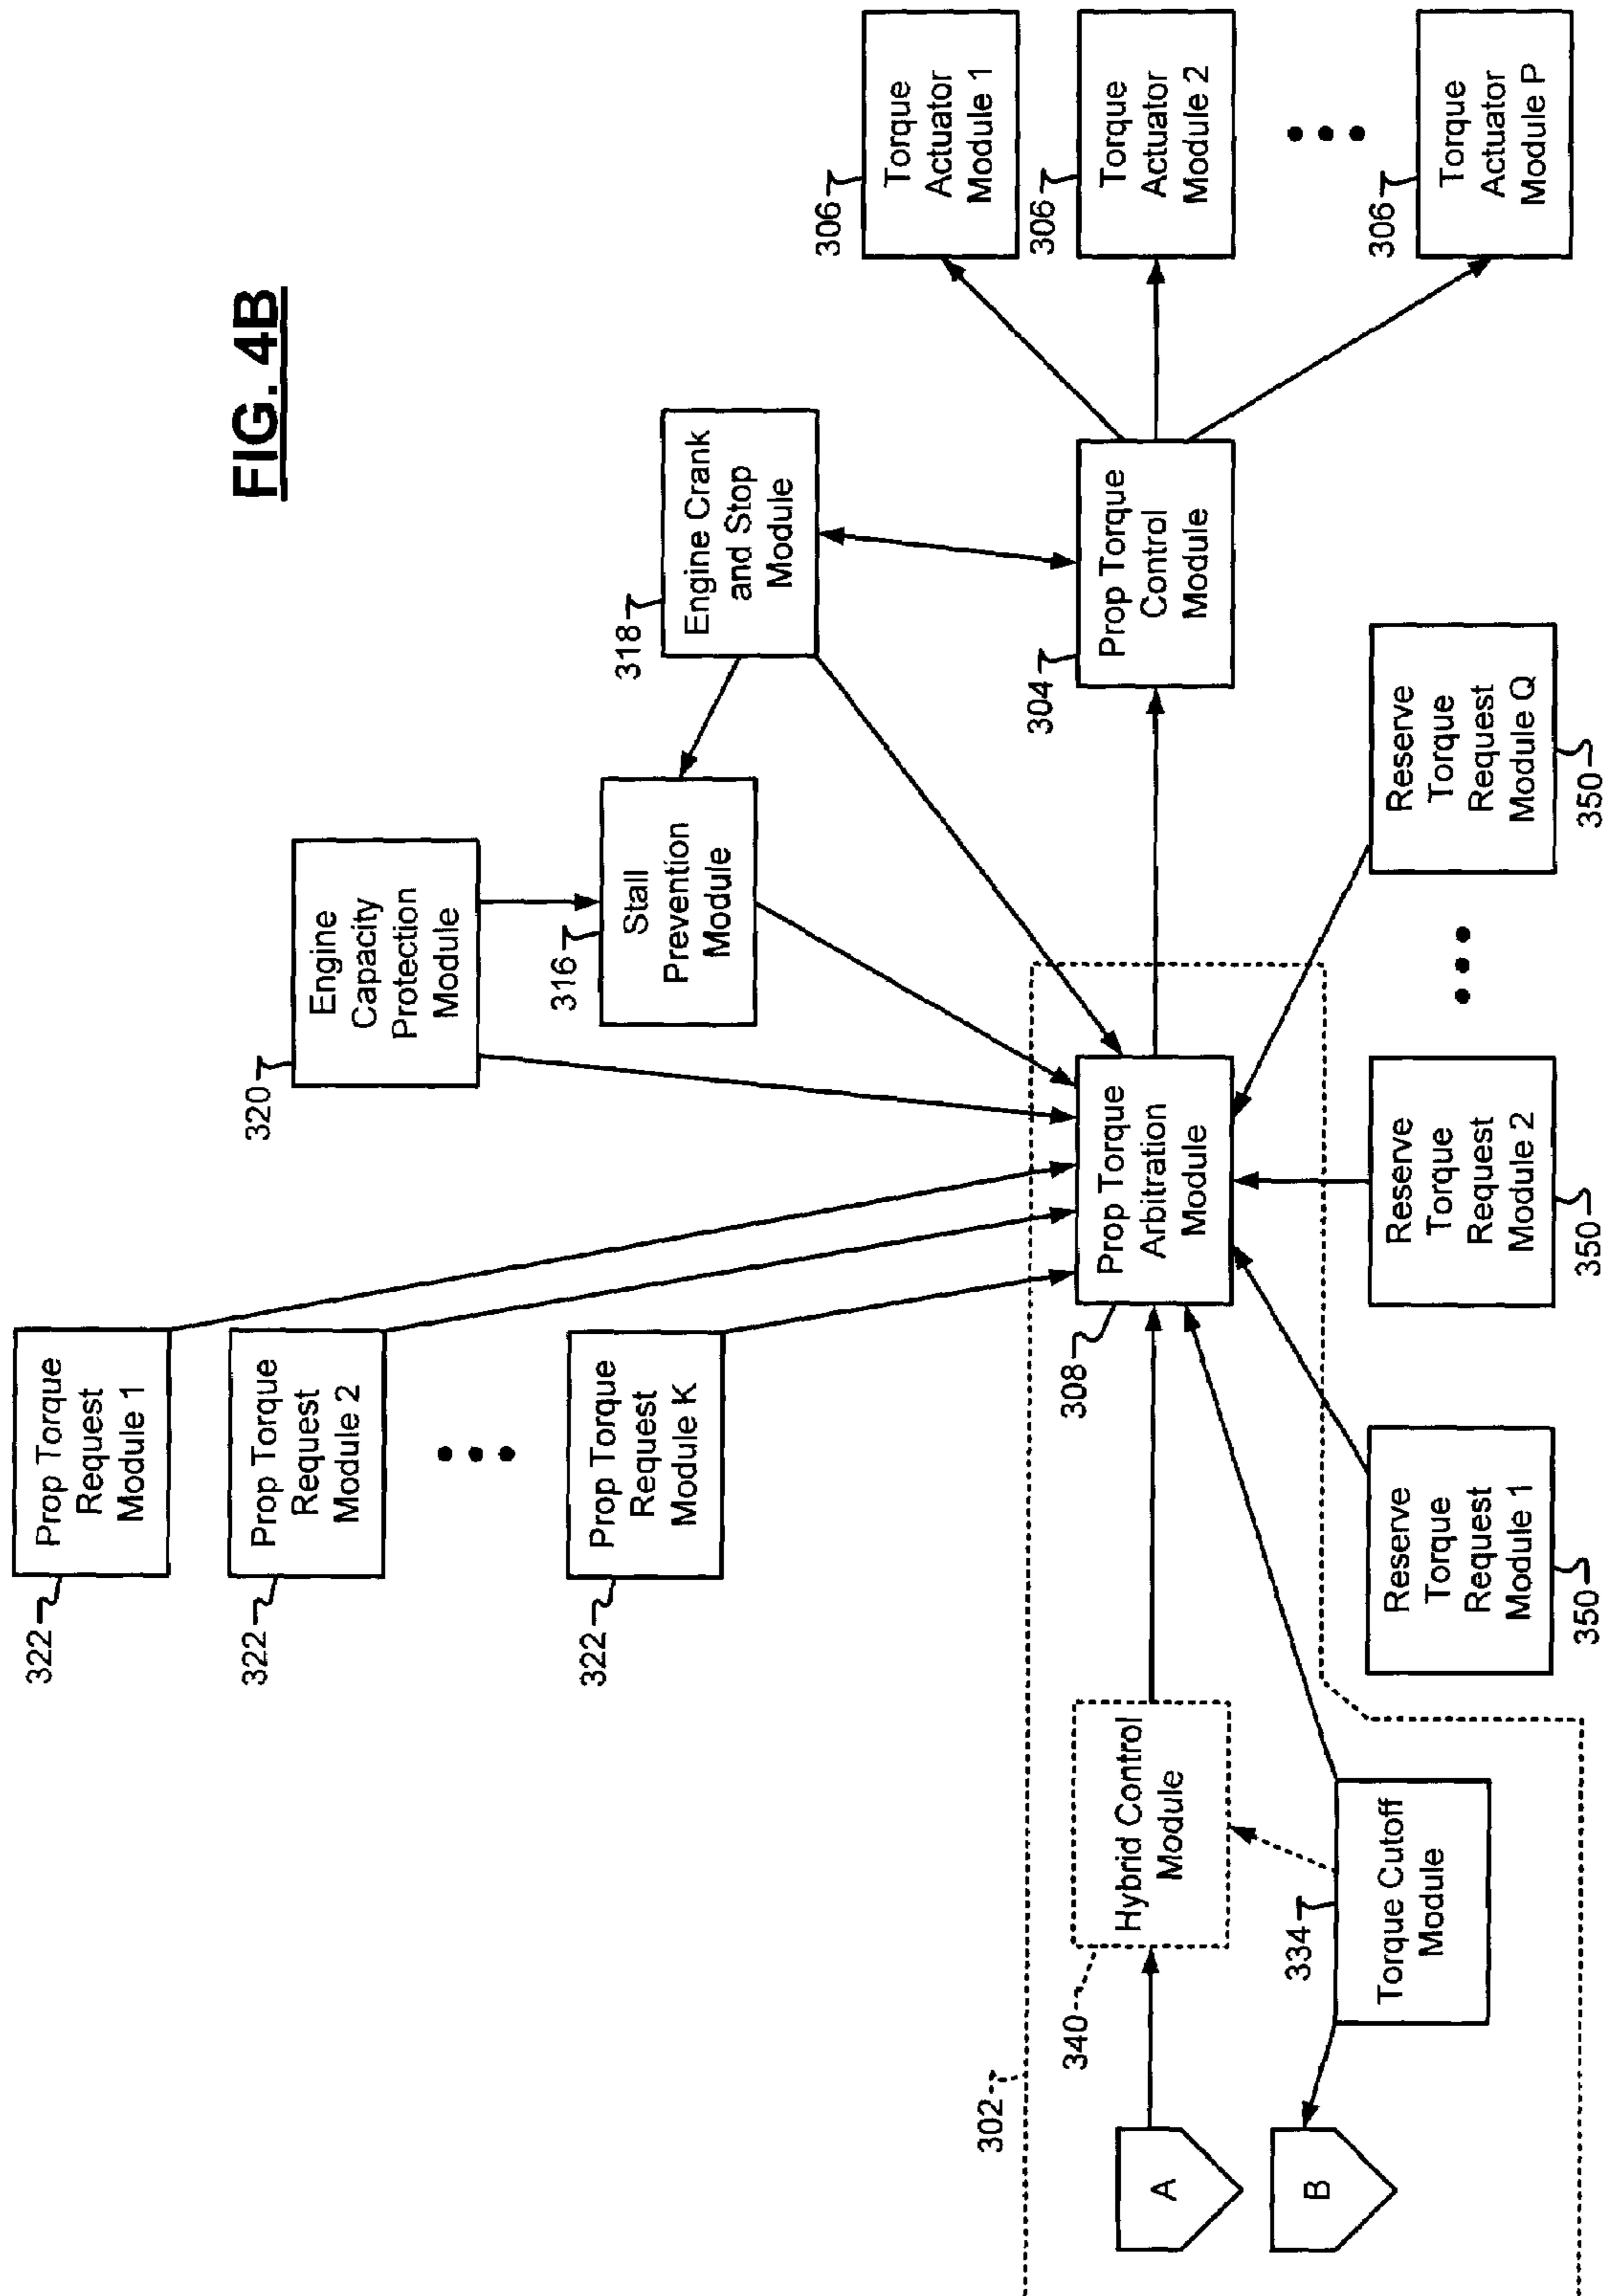 FIG. 4B
322
Prop Torque
Request
Module 1
322
Prop Torque
Request
Module 2
322
Prop Torque
Request
Module K
320
Engine
Capacity
Protection
Module
316
Stall
Prevention
Module
318
Engine Crank
and Stop
Module
302
340
Hybrid Control
Module
A
B
334
Torque Cutoff
Module
308
Prop Torque
Arbitration
Module
304
Prop Torque
Control
Module
306
Torque
Actuator
Module 1
306
Torque
Actuator
Module 2
306
Torque
Actuator
Module P
Reserve
Torque
Request
Module 1
350
Reserve
Torque
Request
Module 2
350
Reserve
Torque
Request
Module Q
350